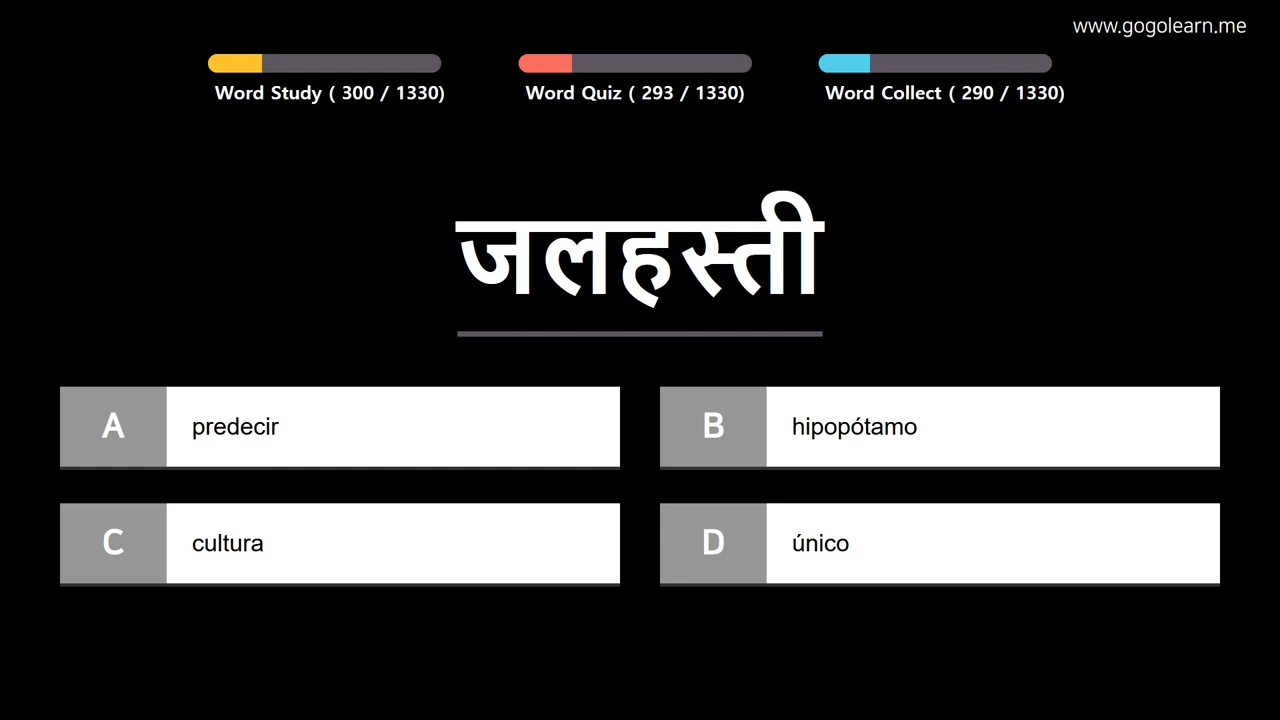 www.gogolearn.me
Word Study ( 300 / 1330)
Word Quiz ( 293 / 1330)
Word Collect ( 290 / 1330)
जलहस्ती
A predecir
B hipopótamo
C cultura
D único